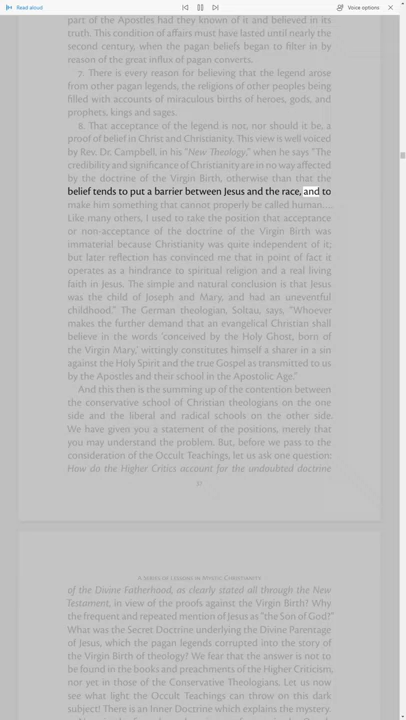 Read aloud
Voice options
part of the Apostles had they known of it and believed in its
truth. This condition of affairs must have lasted until nearly the
second century, when the pagan beliefs began to filter in by
reason of the great influx of pagan converts.
7. There is every reason for believing that the legend arose
from other pagan legends, the religions of other peoples being
filled with accounts of miraculous births of heroes, gods, and
prophets, kings and sages.
8. That acceptance of the legend is not, nor should it be, a
proof of belief in Christ and Christianity. This view is well voiced
by Rev. Dr. Campbell, in his "New Theology," when he says "The
credibility and significance of Christianity are in no way affected
by the doctrine of the Virgin Birth, otherwise than that the
belief tends to put a barrier between Jesus and the race, and to
make him something that cannot properly be called human....
Like many others, I used to take the position that acceptance
or non-acceptance of the doctrine of the Virgin Birth was
immaterial because Christianity was quite independent of it;
but later reflection has convinced me that in point of fact it
operates as a hindrance to spiritual religion and a real living
faith in Jesus. The simple and natural conclusion is that Jesus
was the child of Joseph and Mary, and had an uneventful
childhood." The German theologian, Soltau, says, "Whoever
makes the further demand that an evangelical Christian shall
believe in the words 'conceived by the Holy Ghost, born of
the Virgin Mary,' wittingly constitutes himself a sharer in a sin
against the Holy Spirit and the true Gospel as transmitted to us
by the Apostles and their school in the Apostolic Age."
And this then is the summing up of the contention between
the conservative school of Christian theologians on the one
side and the liberal and radical schools on the other side.
We have given you a statement of the positions, merely that
you may understand the problem. But, before we pass to the
consideration of the Occult Teachings, let us ask one question:
How do the Higher Critics account for the undoubted doctrine
A Series of Lessons in Mystic Christianity
of the Divine Fatherhood, as clearly stated all through the New
Testament, in view of the proofs against the Virgin Birth? Why
the frequent and repeated mention of Jesus as "the Son of God?"
What was the Secret Doctrine underlying the Divine Parentage
of Jesus, which the pagan legends corrupted into the story of
the Virgin Birth of theology? We fear that the answer is not to
be found in the books and preachments of the Higher Criticism,
nor yet in those of the Conservative Theologians. Let us now
see what light the Occult Teachings can throw on this dark
subject! There is an Inner Doctrine which explains the mystery.